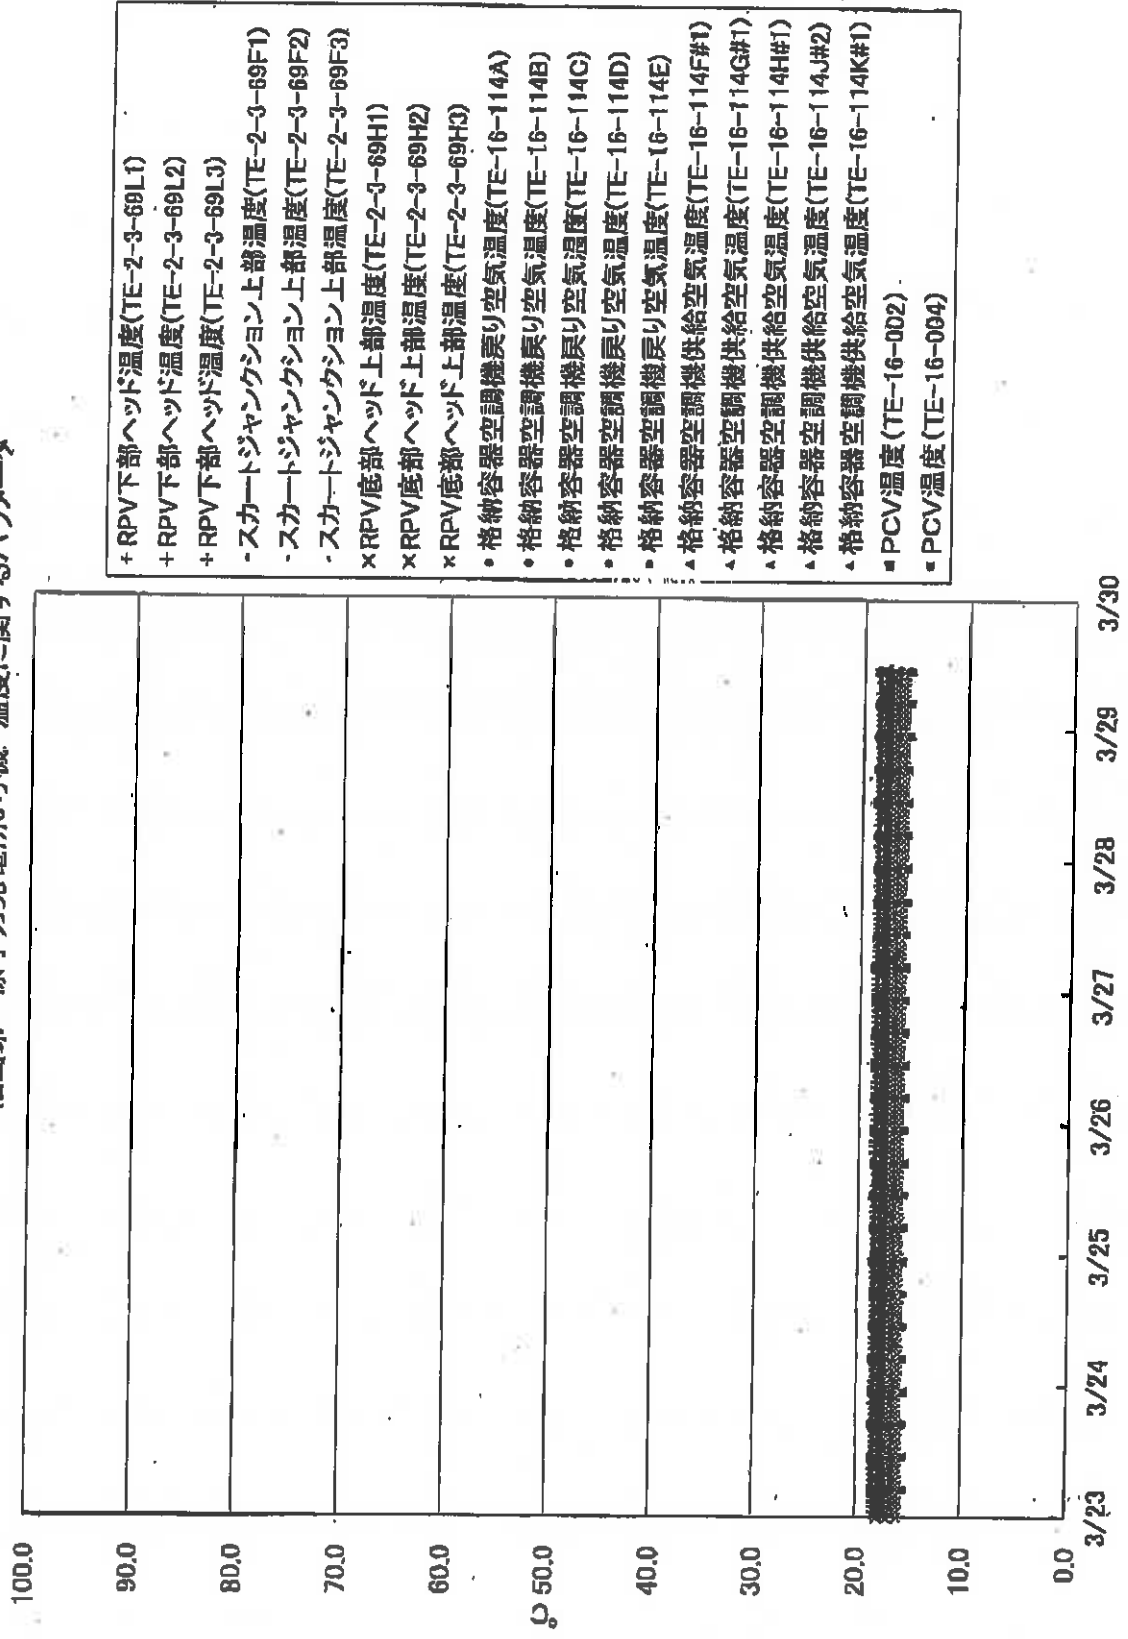 100.0
90.0
80.0
70.0
60.0
50.0
40.0
30.0
20.0
10.0
0.0
℃
3/23
3/24
3/25
3/26
3/27
3/28
3/29
3/30
+ RPV下部ヘッド温度(TE-2-3-69L1)
+ RPV下部ヘッド温度(TE-2-3-69L2)
+ RPV下部ヘッド温度(TE-2-3-69L3)
- スカートジャンクション上部温度(TE-2-3-69F1)
- スカートジャンクション上部温度(TE-2-3-69F2)
- スカートジャンクション上部温度(TE-2-3-69F3)
× RPV底部ヘッド上部温度(TE-2-3-69H1)
× RPV底部ヘッド上部温度(TE-2-3-69H2)
× RPV底部ヘッド上部温度(TE-2-3-69H3)
• 格納容器空調機戻り空気温度(TE-16-114A)
• 格納容器空調機戻り空気温度(TE-16-114B)
• 格納容器空調機戻り空気温度(TE-16-114C)
• 格納容器空調機戻り空気温度(TE-16-114D)
• 格納容器空調機戻り空気温度(TE-16-114E)
▲ 格納容器空調機供給空気温度(TE-16-114F#1)
▲ 格納容器空調機供給空気温度(TE-16-114G#1)
▲ 格納容器空調機供給空気温度(TE-16-114H#1)
▲ 格納容器空調機供給空気温度(TE-16-114J#2)
▲ 格納容器空調機供給空気温度(TE-16-114K#1)
■ PCV温度(TE-16-002)
■ PCV温度(TE-16-004)